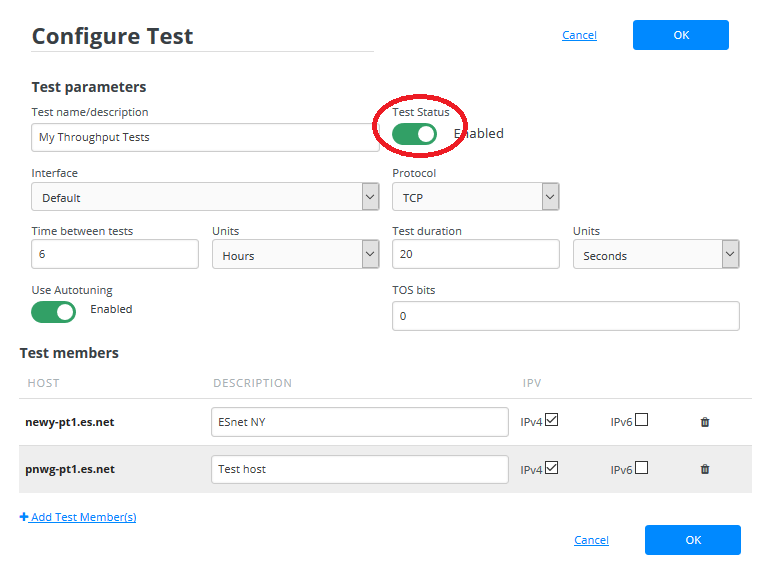 Configure Test
Cancel
OK
Test parameters
Test name/description
Test Status
My Throughput Tests
Enabled
Interface
Protocol
Default
TCP
Time between tests
Units
Test duration
Units
6
Hours
20
Seconds
Use Autotuning
TOS bits
Enabled
0
Test members
HOST
DESCRIPTION
IPV
newy-pt1.es.net
ESnet NY
IPv4
IPv6
pnwg-pt1.es.net
Test host
IPv4
IPv6
+ Add Test Member(s)
Cancel
OK